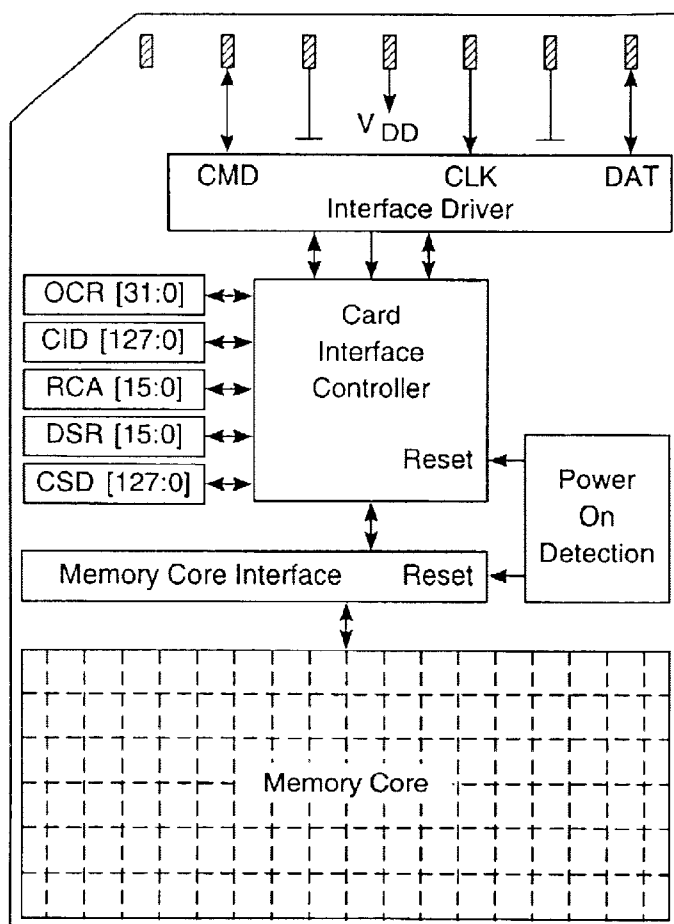 V DD
CMD CLK DAT
Interface Driver
OCR [31:0]
CID [127:0]
RCA [15:0]
DSR [15:0]
CSD [127:0]
Card
Interface
Controller
Reset
Power
On
Detection
Memory Core Interface Reset
Memory Core